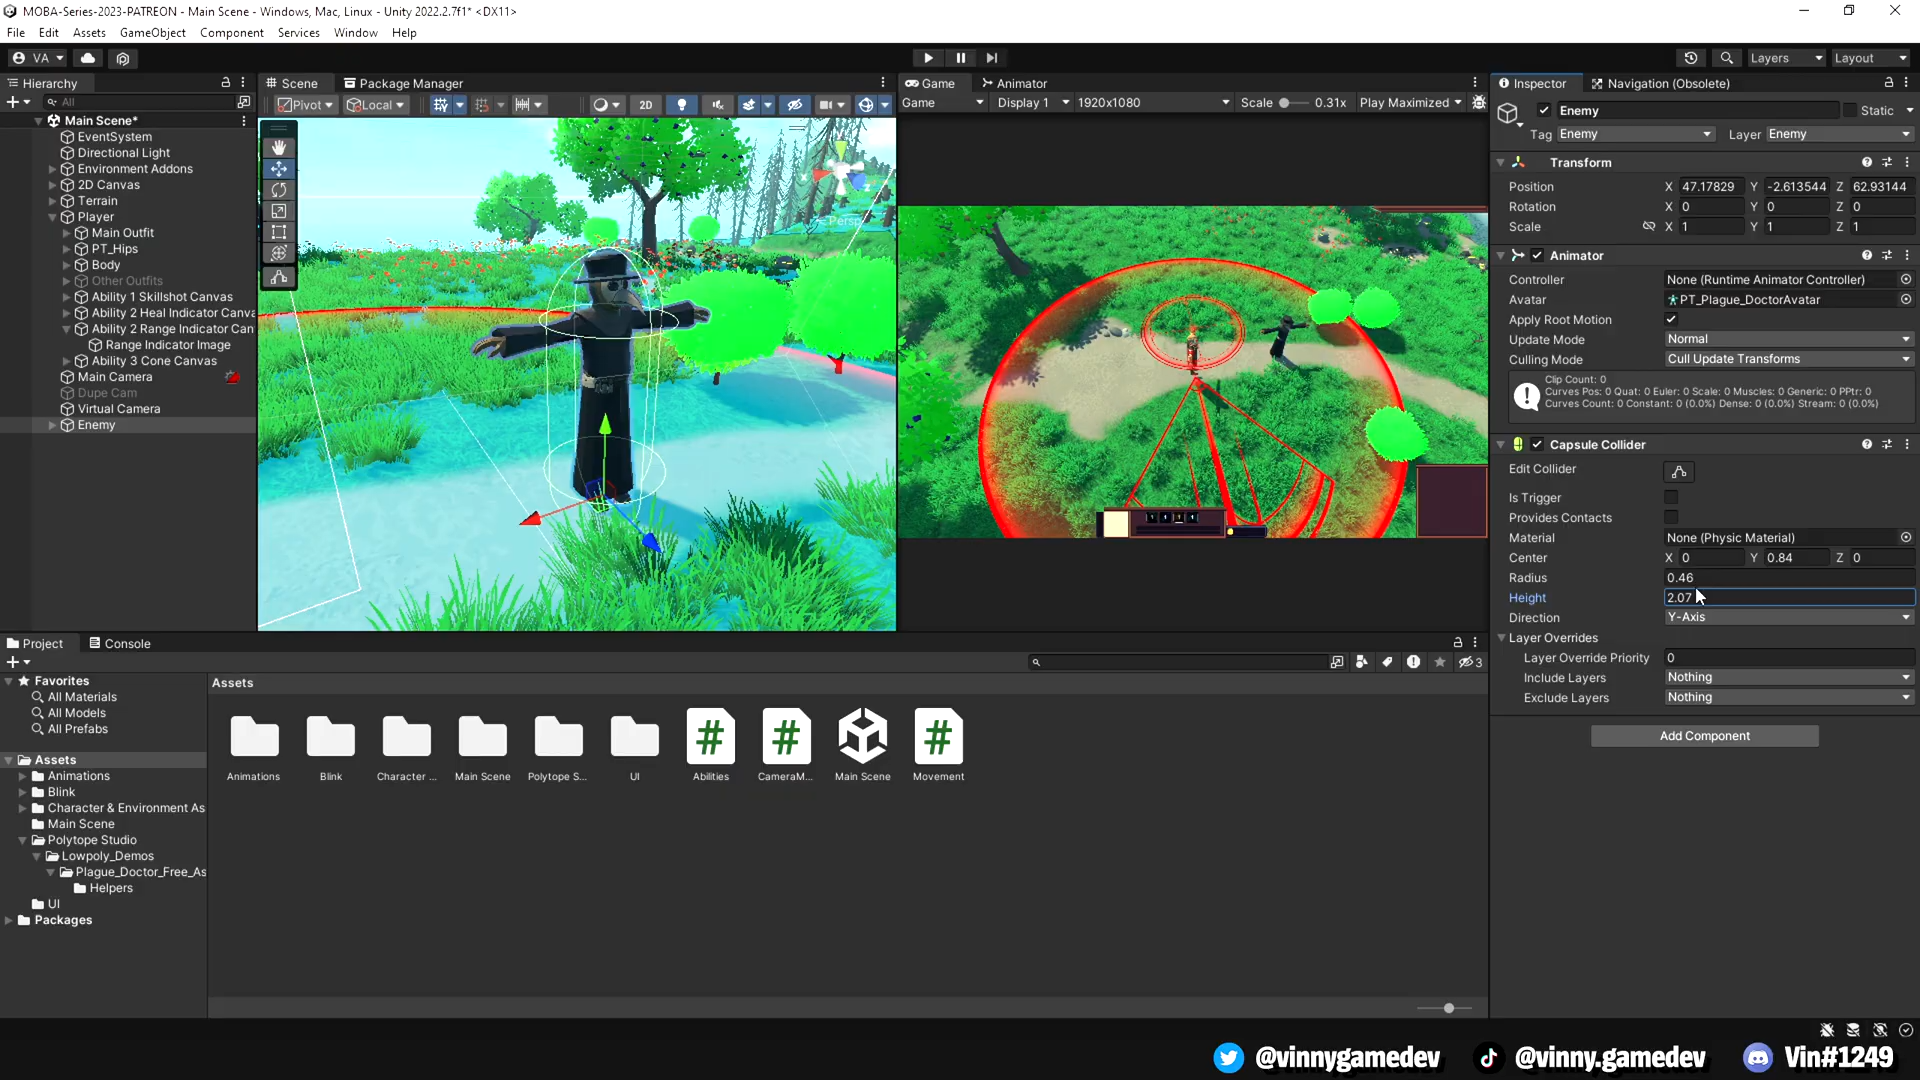 MOBA-Series-2023-PATREON - Main Scene - Windows, Mac, Linux - Unity 2022.2.7f1* <DX11>
File Edit Assets GameObject Component Services Window Help
VA
Layers Layout
Hierarchy
All
Main Scene*
EventSystem
Directional Light
Environment Addons
2D Canvas
Terrain
Player
Main Outfit
PT_Hips
Body
Other Outfits
Ability 1 Skillshot Canvas
Ability 2 Heal Indicator Canva
Ability 2 Range Indicator Can
Range Indicator Image
Ability 3 Cone Canvas
Main Camera
Dupe Cam
Virtual Camera
Enemy
Scene Package Manager
Pivot Local 2D
Game Animator
Game Display 1 1920x1080 Scale 0.31x Play Maximized
Inspector Navigation (Obsolete)
Enemy Static
Tag Enemy Layer Enemy
Transform
Position X 47.17829 Y -2.613544 Z 62.93144
Rotation X 0 Y 0 Z 0
Scale X 1 Y 1 Z 1
Animator
Controller None (Runtime Animator Controller)
Avatar PT_Plague_DoctorAvatar
Apply Root Motion
Update Mode Normal
Culling Mode Cull Update Transforms
Clip Count: 0
Curves Pos: 0 Quat: 0 Euler: 0 Scale: 0 Muscles: 0 Generic: 0 PPtr: 0
Curves Count: 0 Constant: 0 (0.0%) Dense: 0 (0.0%) Stream: 0 (0.0%)
Capsule Collider
Edit Collider
Is Trigger
Provides Contacts
Material None (Physic Material)
Center X 0 Y 0.84 Z 0
Radius 0.46
Height 2.07
Direction Y-Axis
Layer Overrides
Layer Override Priority 0
Include Layers Nothing
Exclude Layers Nothing
Add Component
Project Console
3
Favorites
All Materials
All Models
All Prefabs
Assets
Animations
Blink
Character & Environment As
Main Scene
Polytope Studio
Lowpoly_Demos
Plague_Doctor_Free_As
Helpers
UI
Packages
Assets
Animations Blink Character ... Main Scene Polytope S... UI Abilities CameraM... Main Scene Movement
@vinnygamedev @vinny.gamedev Vin#1249